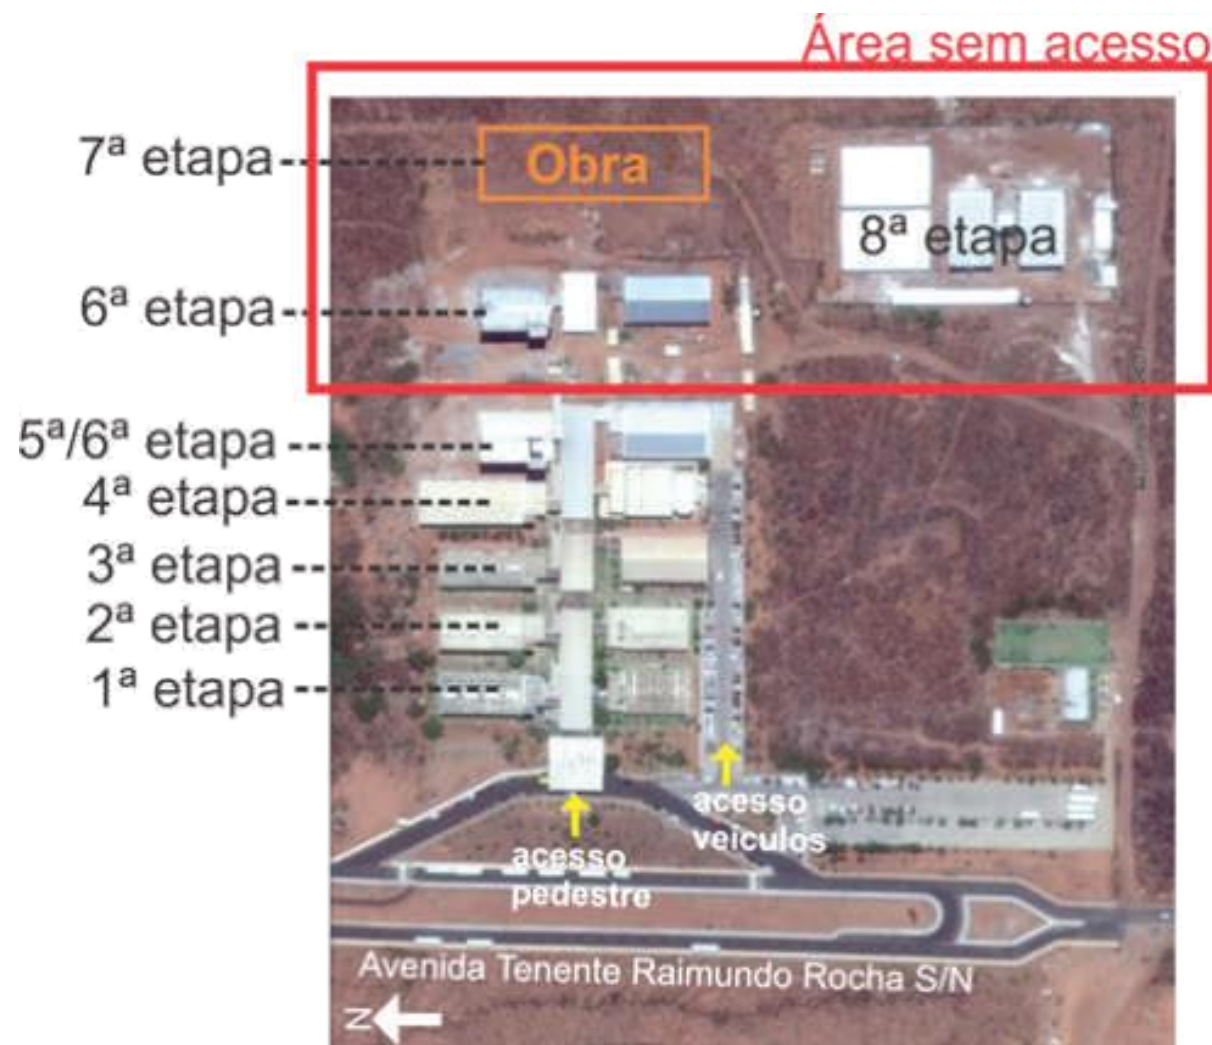 Área sem acesso
7ª etapa
Obra
8ª etapa
6ª etapa
5ª/6ª etapa
4ª etapa
3ª etapa
2ª etapa
1ª etapa
acesso
veículos
acesso
pedestre
Avenida Tenente Raimundo Rocha S/N
N